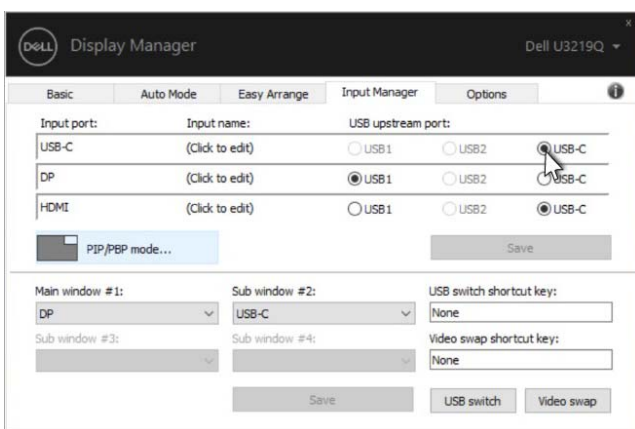 DELL Display Manager Dell U3219Q
x
Basic Auto Mode Easy Arrange Input Manager Options i
Input port: Input name: USB upstream port:
USB-C (Click to edit) USB1 USB2 USB-C
DP (Click to edit) USB1 USB2 USB-C
HDMI (Click to edit) USB1 USB2 USB-C
PIP/PBP mode... Save
Main window #1: Sub window #2: USB switch shortcut key:
DP USB-C None
Sub window #3: Sub window #4: Video swap shortcut key:
None
Save USB switch Video swap